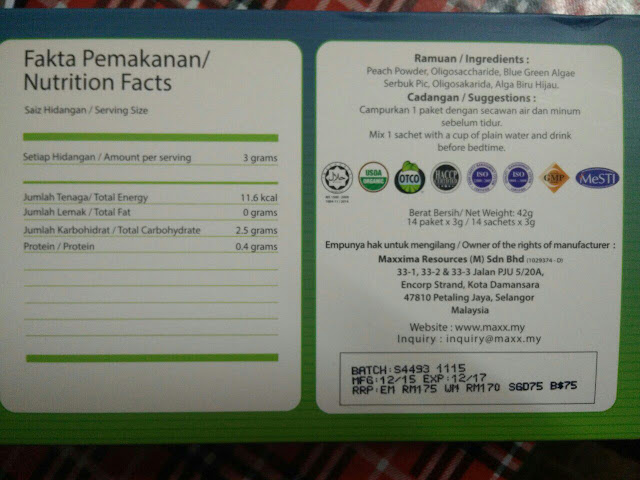 Fakta Pemakanan/
Nutrition Facts
Saiz Hidangan / Serving Size
Setiap Hidangan / Amount per serving 3 grams
Jumlah Tenaga/ Total Energy 11.6 kcal
Jumlah Lemak / Total Fat 0 grams
Jumlah Karbohidrat / Total Carbohydrate 2.5 grams
Protein / Protein 0.4 grams
Ramuan / Ingredients :
Peach Powder, Oligosaccharide, Blue Green Algae
Serbuk Pic, Oligosakarida, Alga Biru Hijau.
Cadangan / Suggestions :
Campurkan 1 paket dengan secawan air dan minum
sebelum tidur.
Mix 1 sachet with a cup of plain water and drink
before bedtime.
USDA
ORGANIC
OTCO
HACCP
ISO
ISO
GMP
MeSTI
Berat Bersih/ Net Weight: 42g
14 paket x 3g / 14 sachets x 3g
Empunya hak untuk mengilang / Owner of the rights of manufacturer :
Maxxima Resources (M) Sdn Bhd (1029374 - D)
33-1, 33-2 & 33-3 Jalan PJU 5/20A,
Encorp Strand, Kota Damansara
47810 Petaling Jaya, Selangor
Malaysia
Website : www.maxx.my
Inquiry : inquiry@maxx.my
BATCH:S4493 1115
MFG:12/15 EXP:12/17
RRP:EM RM175 WM RM170 SGD75 B$75